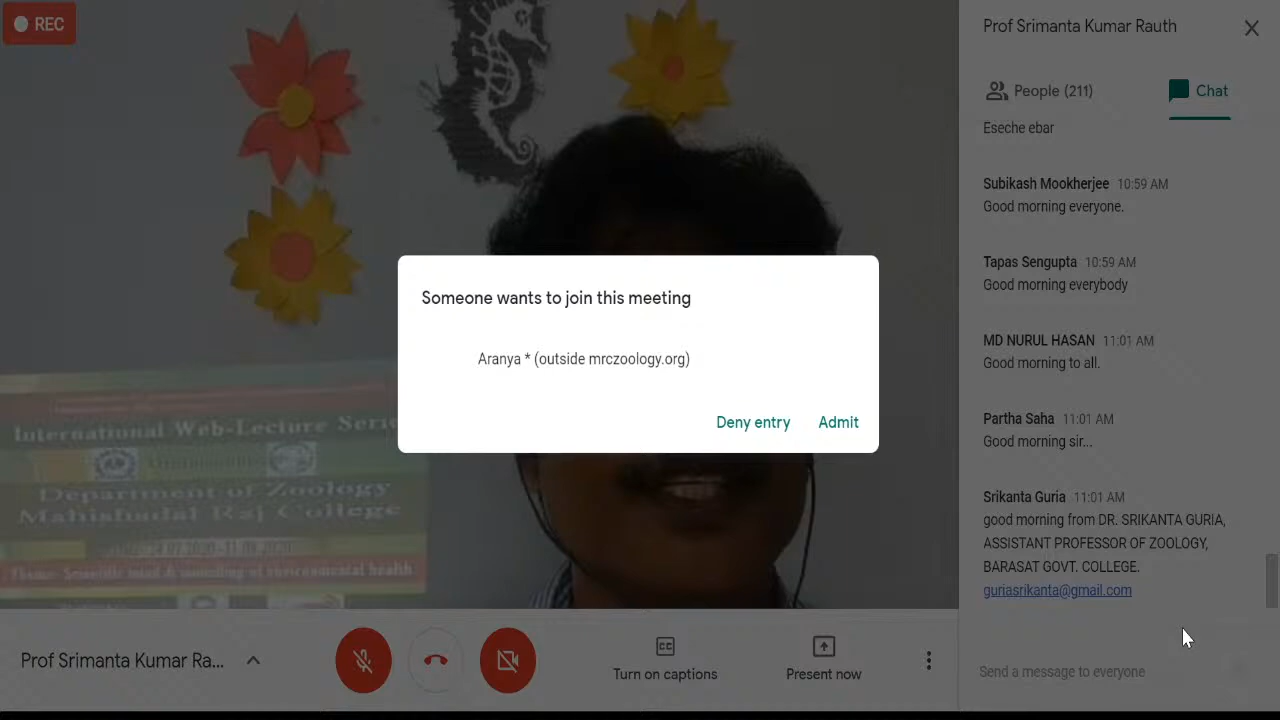 REC
Prof Srimanta Kumar Rauth
People (211)
Chat
Eseche ebar
Subikash Mookherjee 10:59 AM
Good morning everyone.
Tapas Sengupta 10:59 AM
Good morning everybody
MD NURUL HASAN 11:01 AM
Good morning to all.
Partha Saha 11:01 AM
Good morning sir...
Srikanta Guria 11:01 AM
good morning from DR. SRIKANTA GURIA,
ASSISTANT PROFESSOR OF ZOOLOGY,
BARASAT GOVT. COLLEGE.
guriasrikanta@gmail.com
Send a message to everyone
Someone wants to join this meeting
Aranya * (outside mrczoology.org)
Deny entry
Admit
International Web-Lecture
Department of Zoology
Mahishadal Raj College
Prof Srimanta Kumar Ra...
CC
Turn on captions
Present now